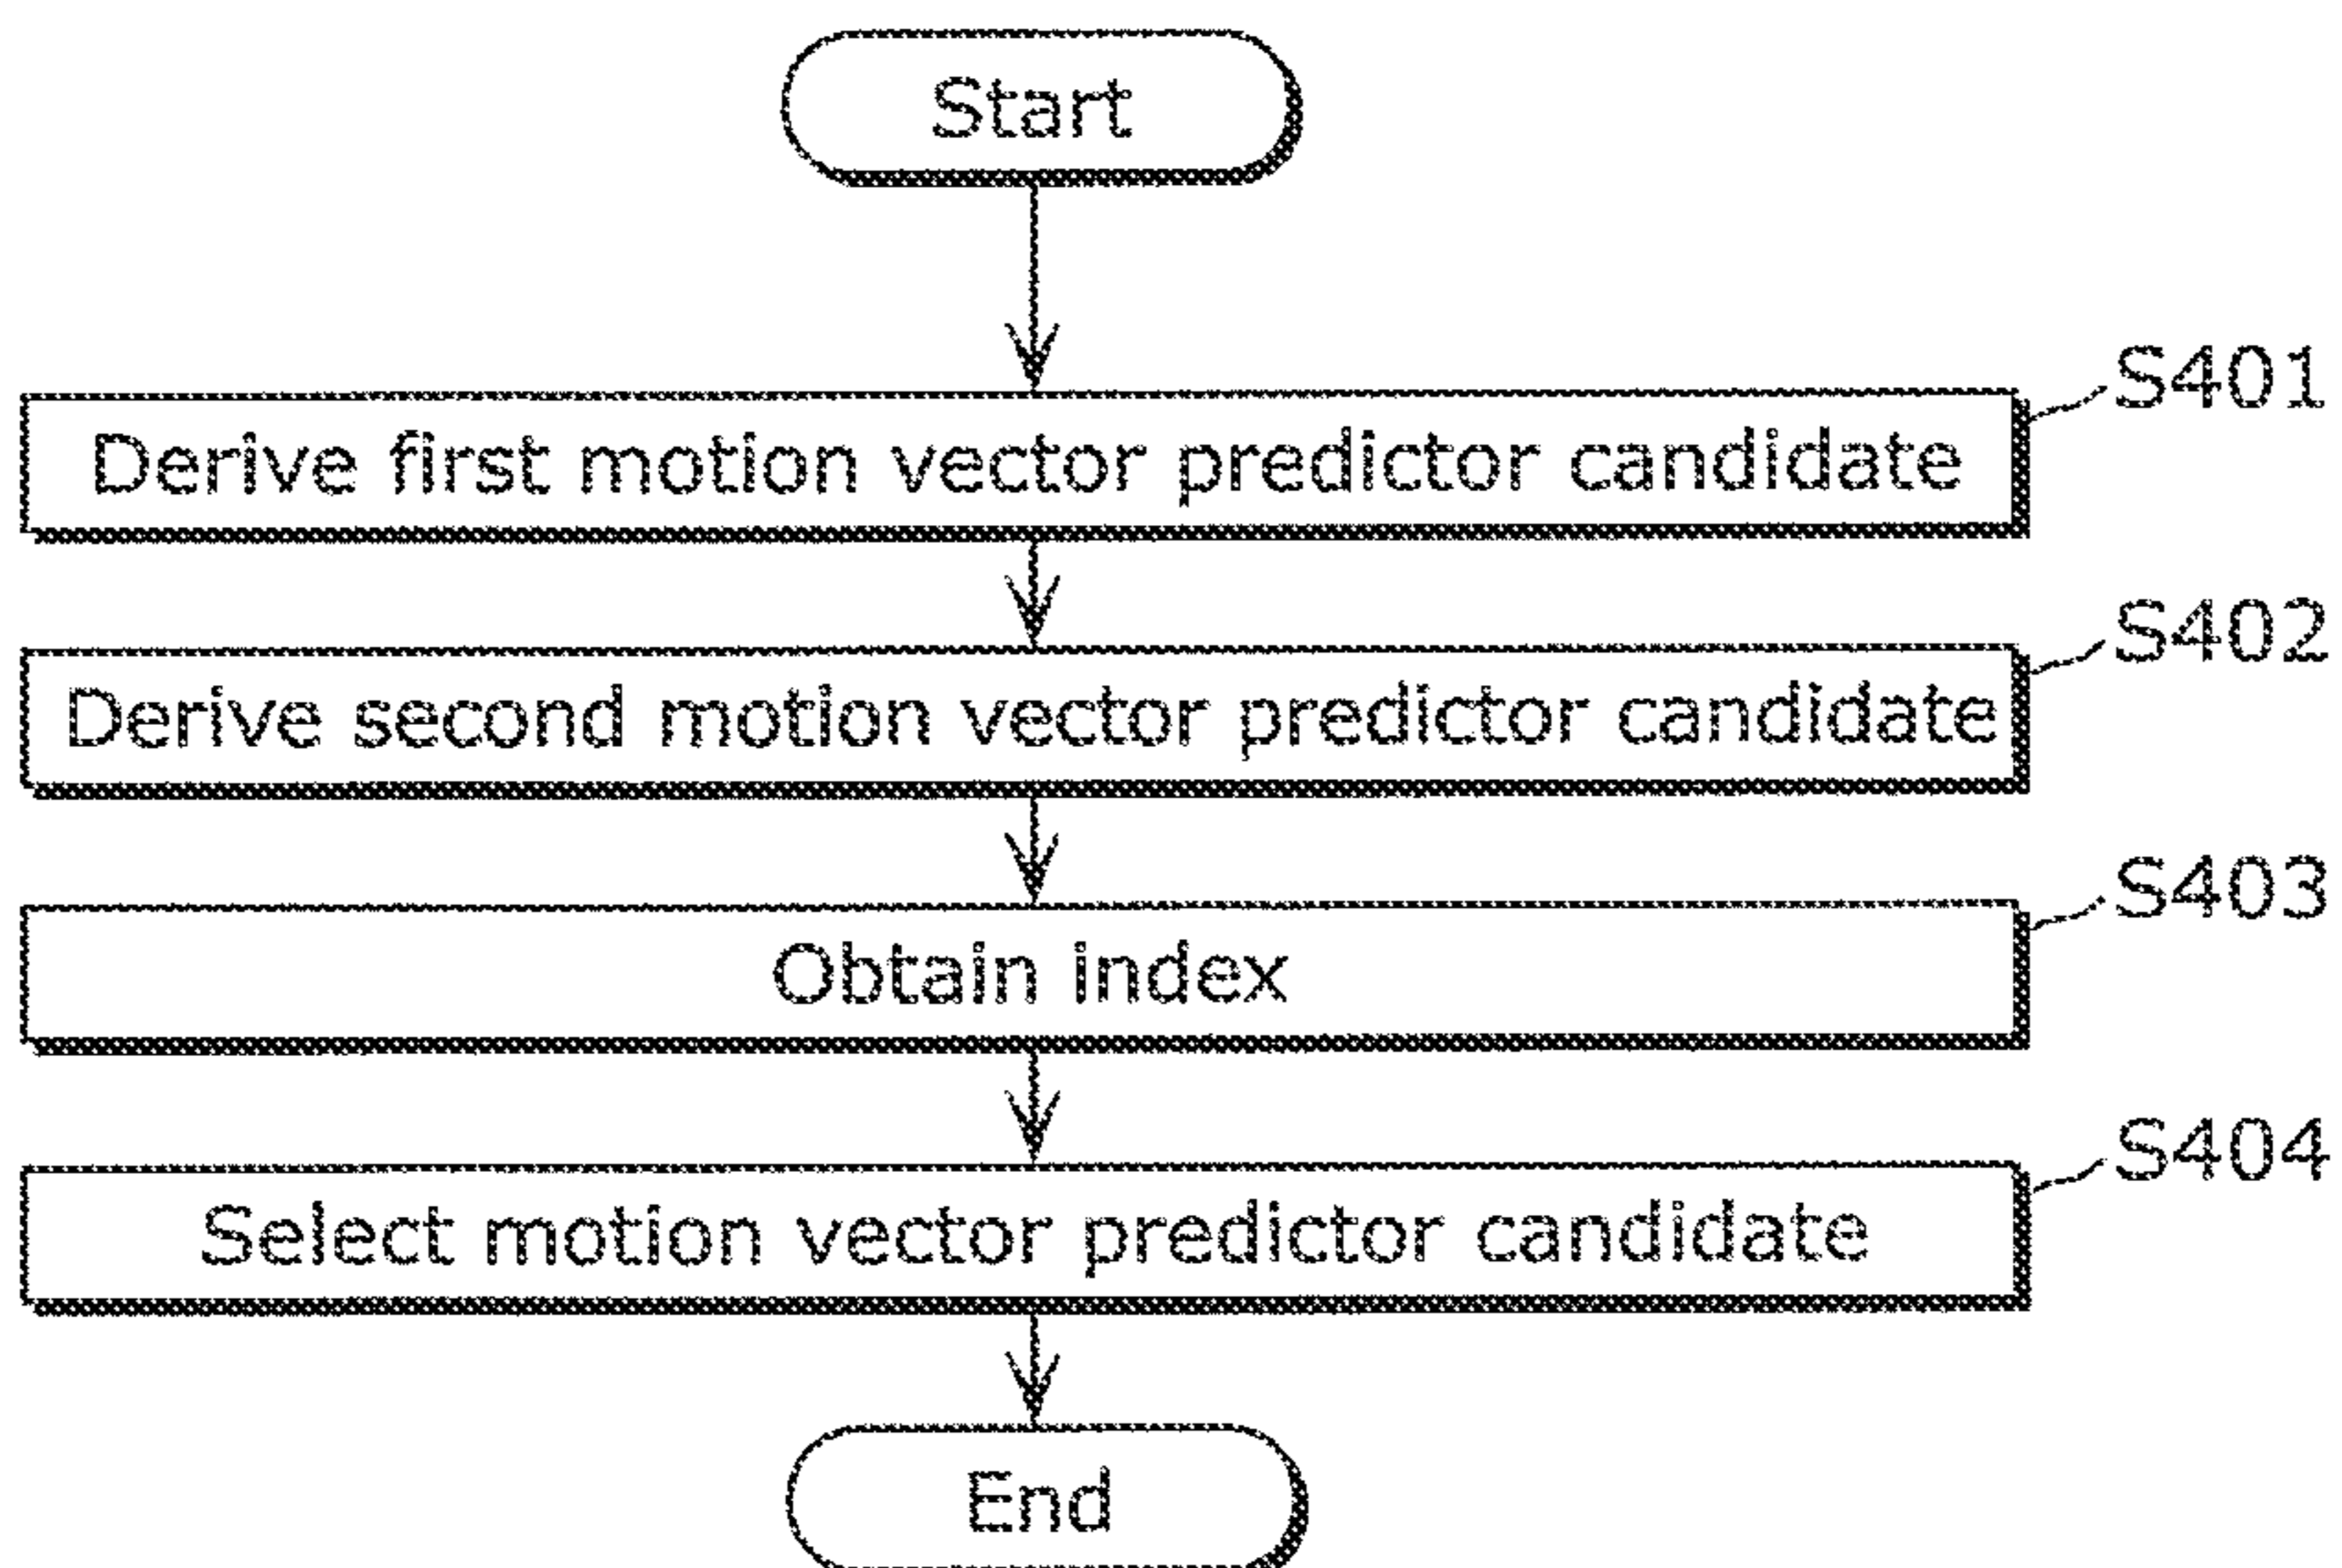 Start
S401
Derive first motion vector predictor candidate
S402
Derive second motion vector predictor candidate
S403
Obtain index
S404
Select motion vector predictor candidate
End